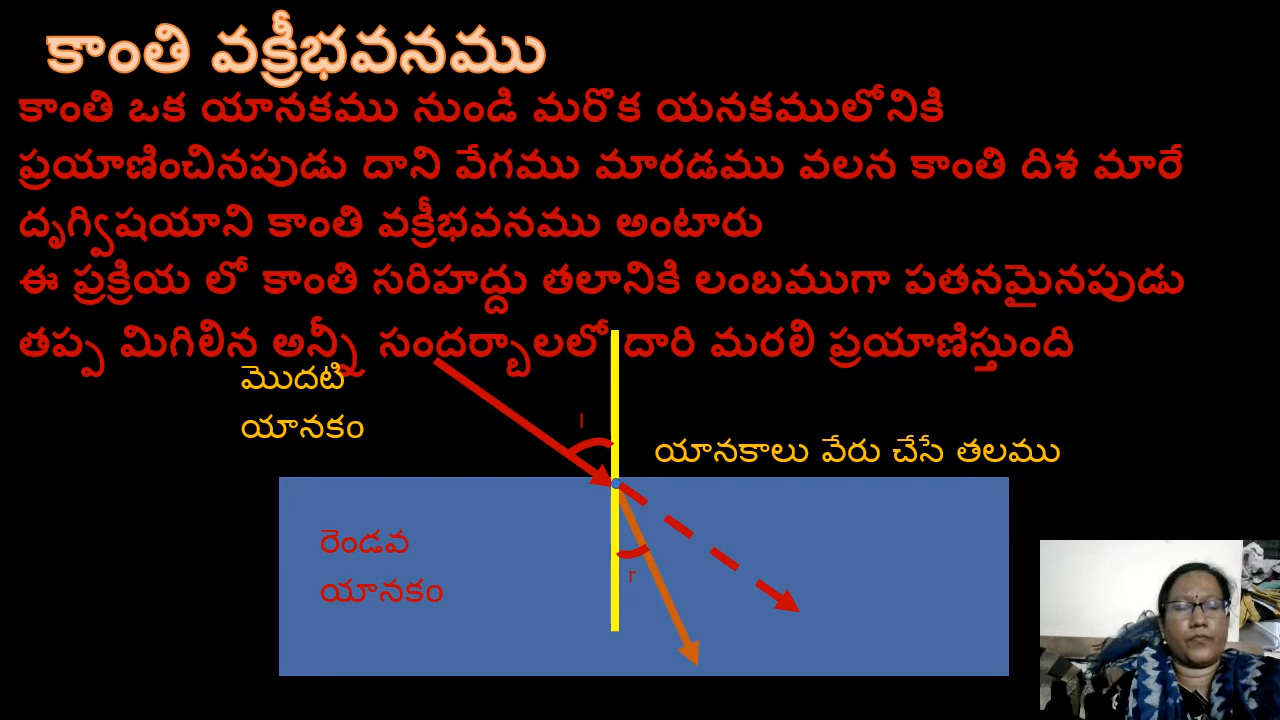 కాంతి వక్రీభవనము
కాంతి ఒక యానకము నుండి మరొక యనకములోనికి
ప్రయాణించినపుడు దాని వేగము మారడము వలన కాంతి దిశ మారే
దృగ్విషయాని కాంతి వక్రీభవనము అంటారు
ఈ ప్రక్రియ లో కాంతి సరిహద్దు తలానికి లంబముగా పతనమైనపుడు
తప్ప మిగిలిన అన్నీ సందర్భాలలో దారి మరలి ప్రయాణిస్తుంది
మొదటి
యానకం
I
యానకాలు వేరు చేసే తలము
రెండవ
యానకం
r